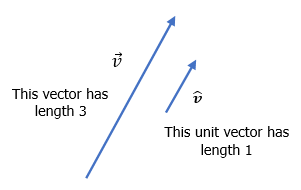 v⃗
This vector has
length 3
v̂
This unit vector has
length 1